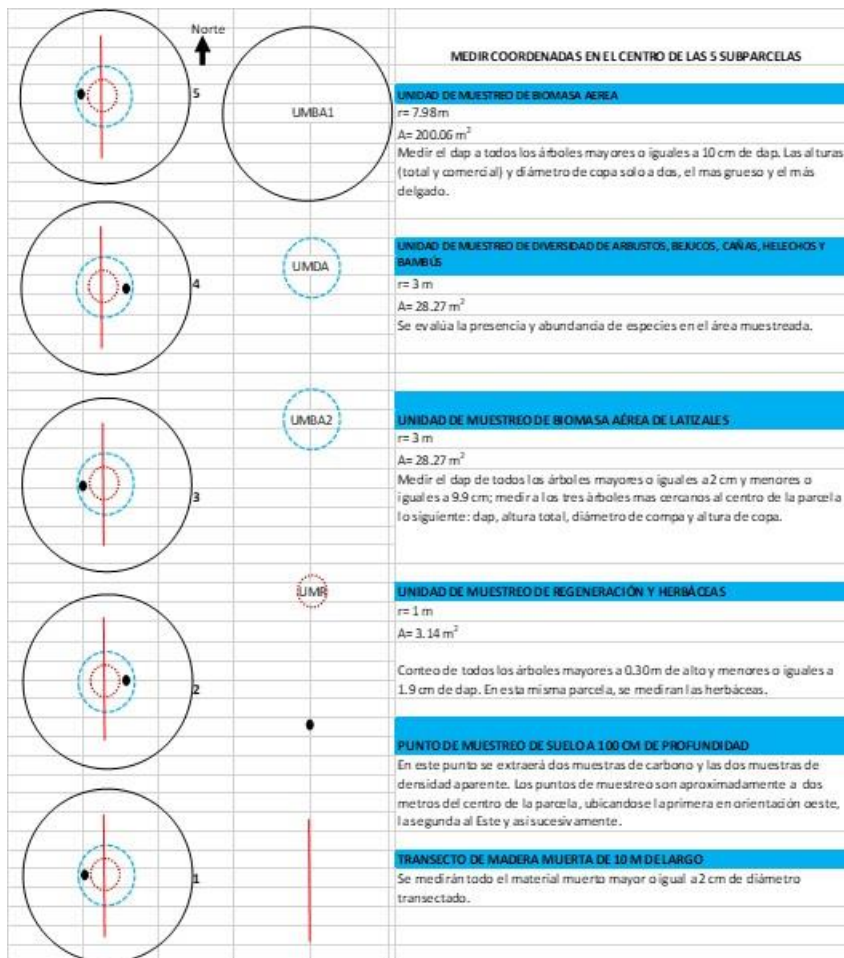 Norte
MEDIR COORDENADAS EN EL CENTRO DE LAS 5 SUBPARCELAS
5
UMBA1
UNIDAD DE MUESTREO DE BIOMASA AEREA
r= 7.98 m
A= 200.06 m²
Medir el dap a todos los árboles mayores o iguales a 10 cm de dap. Las alturas
(total y comercial) y diámetro de copa solo a dos, el mas grueso y el más
delgado.
4
UMDA
UNIDAD DE MUESTREO DE DIVERSIDAD DE ARBUSTOS, BEJUCOS, CAÑAS, HELECHOS Y
BAMBÚS
r= 3 m
A= 28.27 m²
Se evalúa la presencia y abundancia de especies en el área muestreada.
3
UMBA2
UNIDAD DE MUESTREO DE BIOMASA AÉREA DE LATIZALES
r= 3 m
A= 28.27 m²
Medir el dap de todos los árboles mayores o iguales a 2 cm y menores o
iguales a 9.9 cm; medir a los tres árboles mas cercanos al centro de la parcela
lo siguiente: dap, altura total, diámetro de compa y altura de copa.
2
UMR
UNIDAD DE MUESTREO DE REGENERACIÓN Y HERBÁCEAS
r= 1 m
A= 3.14 m²
Conteo de todos los árboles mayores a 0.30 m de alto y menores o iguales a
1.9 cm de dap. En esta misma parcela, se mediran las herbáceas.
PUNTO DE MUESTREO DE SUELO A 100 CM DE PROFUNDIDAD
En este punto se extraerá dos muestras de carbono y las dos muestras de
densidad aparente. Los puntos de muestreo son aproximadamente a dos
metros del centro de la parcela, ubicandose la primera en orientación oeste,
la segunda al Este y asi sucesivamente.
1
TRANSECTO DE MADERA MUERTA DE 10 M DE LARGO
Se medirán todo el material muerto mayor o igual a 2 cm de diámetro
transectado.